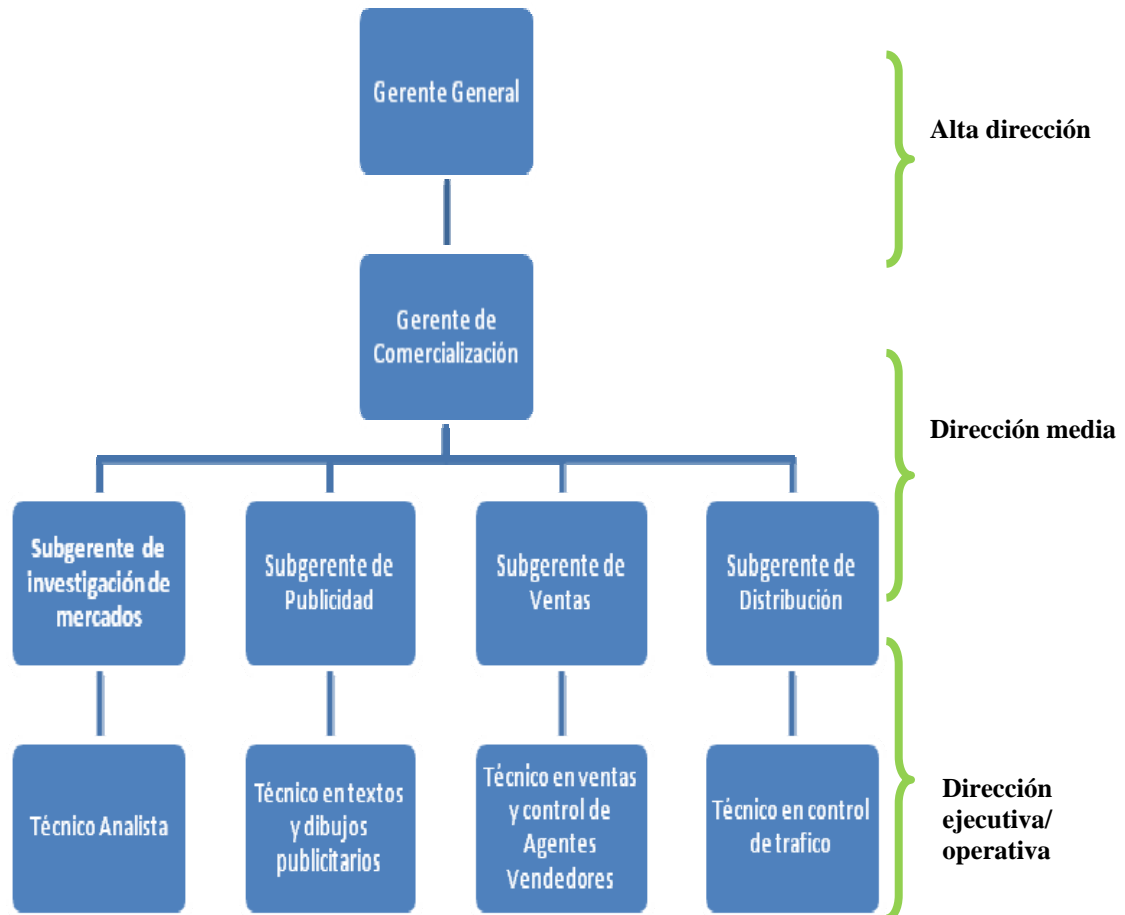 Gerente General
Alta dirección
Gerente de
Comercialización
Dirección media
Subgerente de
investigación de
mercados
Subgerente de
Publicidad
Subgerente de
Ventas
Subgerente de
Distribución
Técnico Analista
Técnico en textos
y dibujos
publicitarios
Técnico en ventas
y control de
Agentes
Vendedores
Técnico en control
de trafico
Dirección
ejecutiva/
operativa